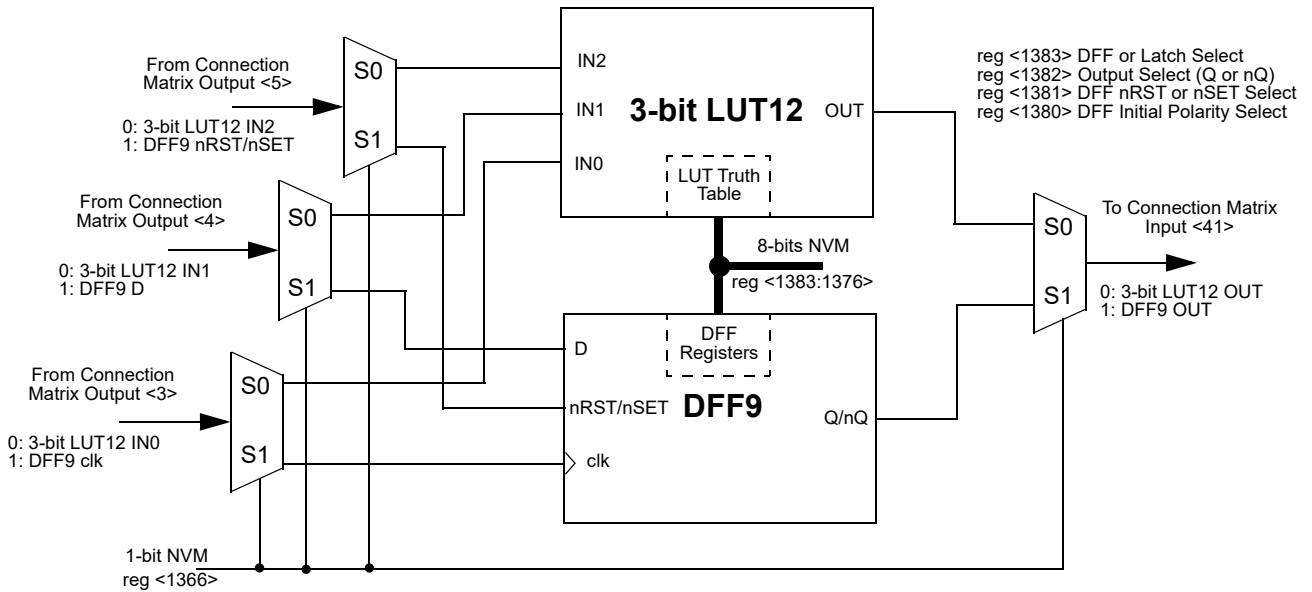 From Connection
Matrix Output <5>
0: 3-bit LUT12 IN2
1: DFF9 nRST/nSET
S0
S1
From Connection
Matrix Output <4>
0: 3-bit LUT12 IN1
1: DFF9 D
S0
S1
From Connection
Matrix Output <3>
0: 3-bit LUT12 IN0
1: DFF9 clk
S0
S1
1-bit NVM
reg <1366>
IN2
IN1
IN0
3-bit LUT12
OUT
LUT Truth
Table
8-bits NVM
reg <1383:1376>
DFF
Registers
D
nRST/nSET
clk
DFF9
Q/nQ
reg <1383> DFF or Latch Select
reg <1382> Output Select (Q or nQ)
reg <1381> DFF nRST or nSET Select
reg <1380> DFF Initial Polarity Select
S0
S1
To Connection Matrix
Input <41>
0: 3-bit LUT12 OUT
1: DFF9 OUT